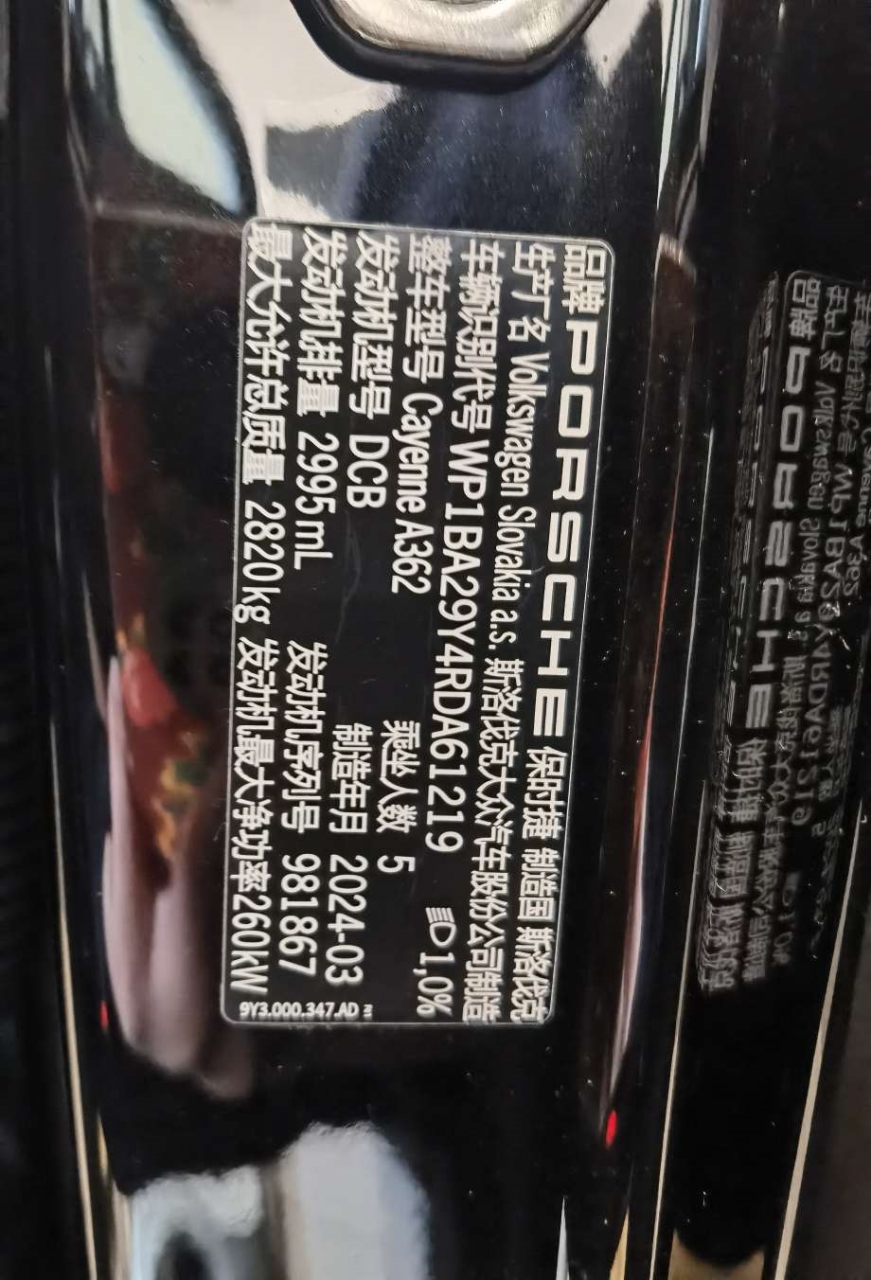 品牌 PORSCHE 保时捷 制造国 斯洛伐克
生产厂名 Volkswagen Slovakia a.s. 斯洛伐克大众汽车股份公司制造
车辆识别代号 WP1BA29Y4RDA61219
整车型号 Cayenne A362 1,0%
发动机型号 DCB 乘坐人数 5
发动机排量 2995mL 制造年月 2024-03
最大允许总质量 2820kg 发动机序列号 981867
发动机最大净功率260kW
9Y3.000.347.AD